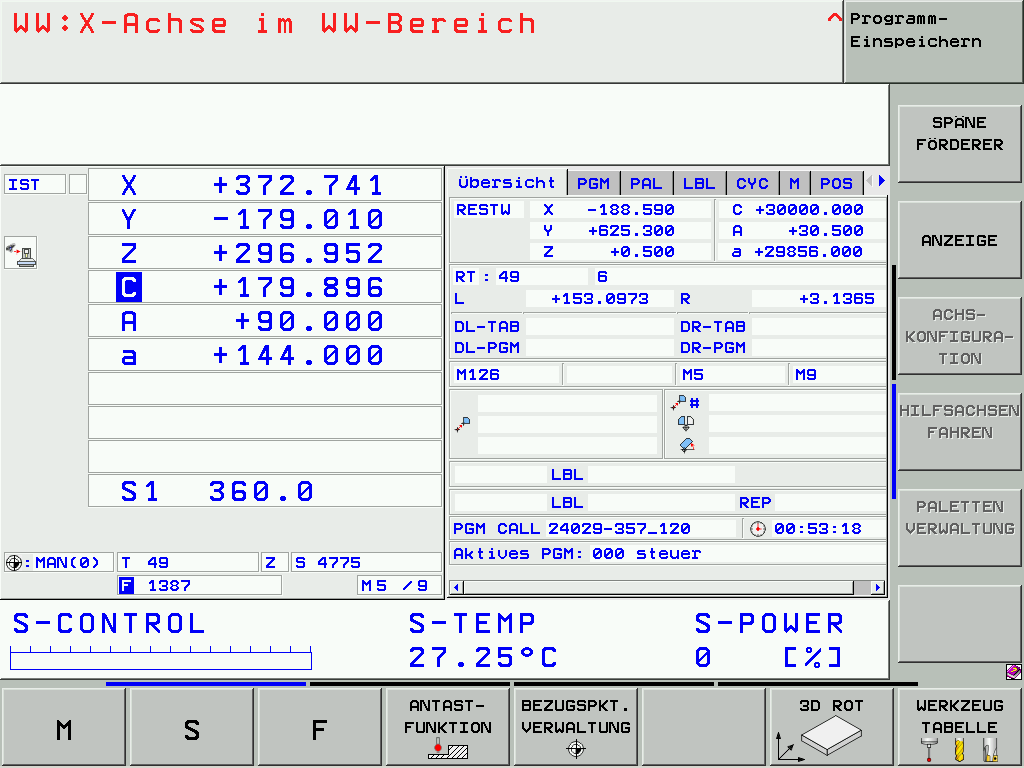 WW:X-Achse im WW-Bereich
^
Programm-
Einspeichern
SPÄNE
FÖRDERER
ANZEIGE
ACHS-
KONFIGURA-
TION
HILFSACHSEN
FAHREN
PALETTEN
VERWALTUNG
IST
X +372.741
Y -179.010
Z +296.952
C +179.896
A +90.000
a +144.000
S1 360.0
:MAN(0) T 49 Z S 4775
F 1387 M5 /9
Übersicht PGM PAL LBL CYC M POS
RESTW X -188.590 C +30000.000
Y +625.300 A +30.500
Z +0.500 a +29856.000
RT : 49 6
L +153.0973 R +3.1365
DL-TAB DR-TAB
DL-PGM DR-PGM
M126 M5 M9
#
LBL
LBL REP
PGM CALL 24029-357_120 00:53:18
Aktives PGM: 000 steuer
S-CONTROL S-TEMP S-POWER
27.25°C 0 [%]
M
S
F
ANTAST-
FUNKTION
BEZUGSPKT.
VERWALTUNG
3D ROT
WERKZEUG
TABELLE